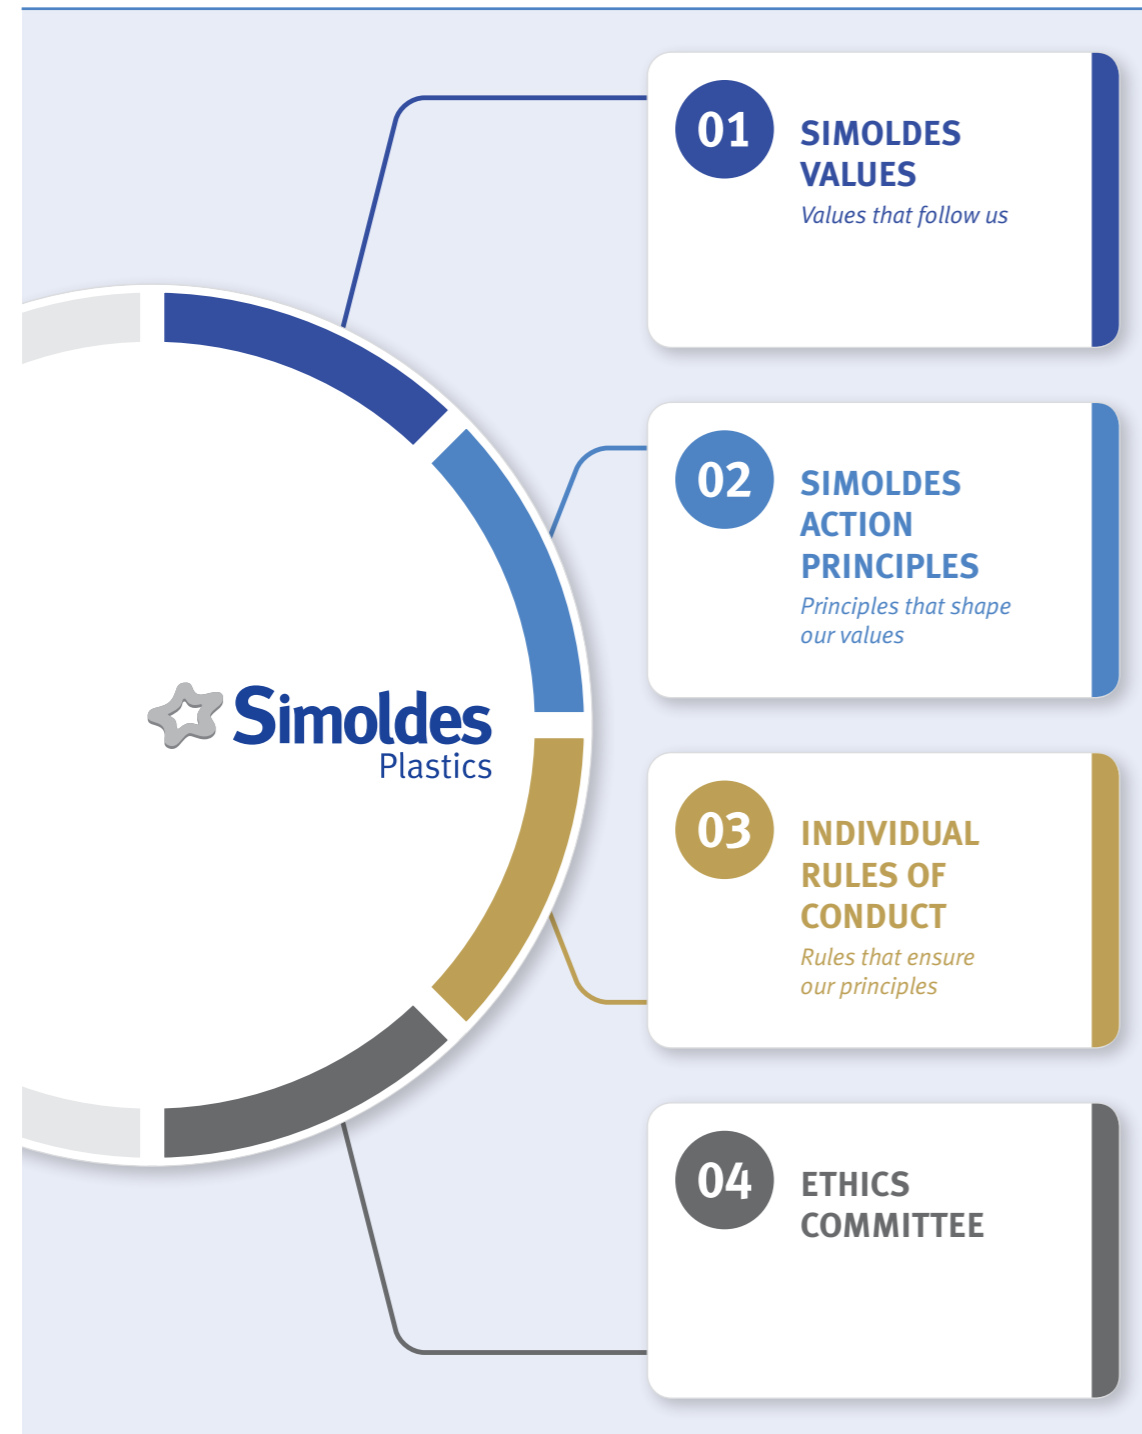 01
SIMOLDES
VALUES
Values that follow us
02
SIMOLDES
ACTION
PRINCIPLES
Principles that shape
our values
Simoldes
Plastics
03
INDIVIDUAL
RULES OF
CONDUCT
Rules that ensure
our principles
04
ETHICS
COMMITTEE